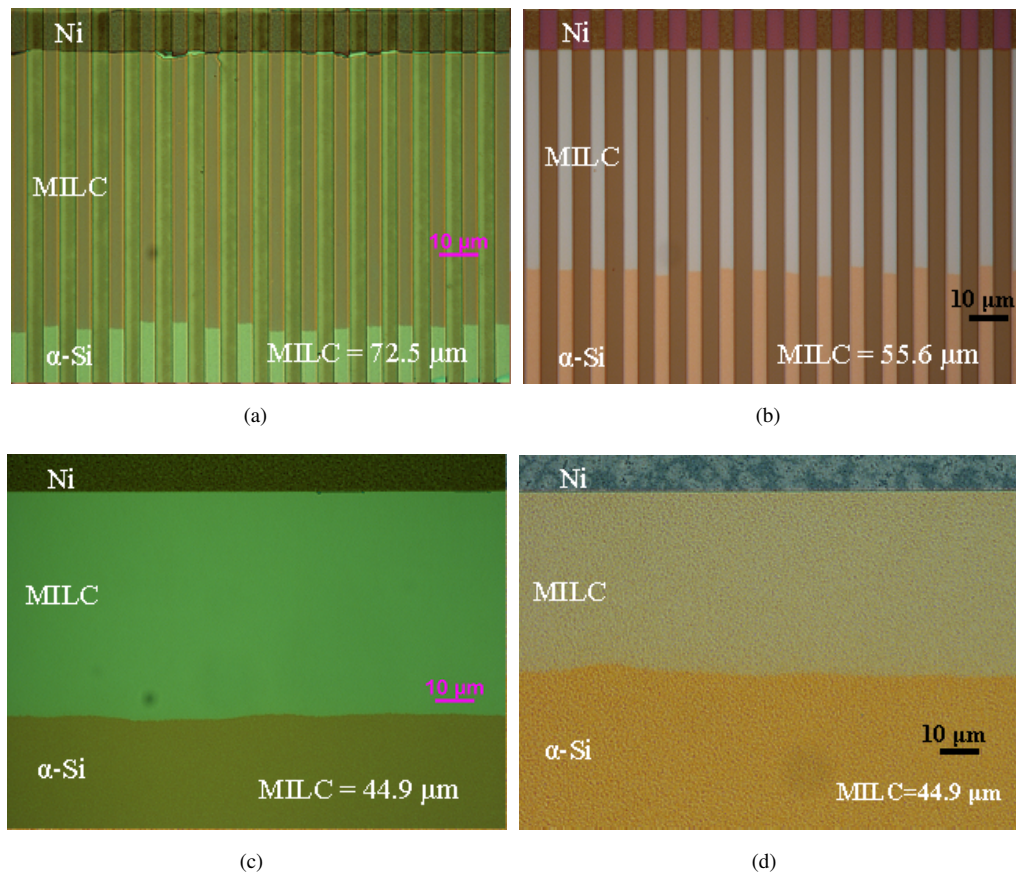 Ni
MILC
10 μm
α-Si
MILC = 72.5 μm
(a)
Ni
MILC
10 μm
α-Si
MILC = 55.6 μm
(b)
Ni
MILC
10 μm
α-Si
MILC = 44.9 μm
(c)
Ni
MILC
10 μm
α-Si
MILC=44.9 μm
(d)